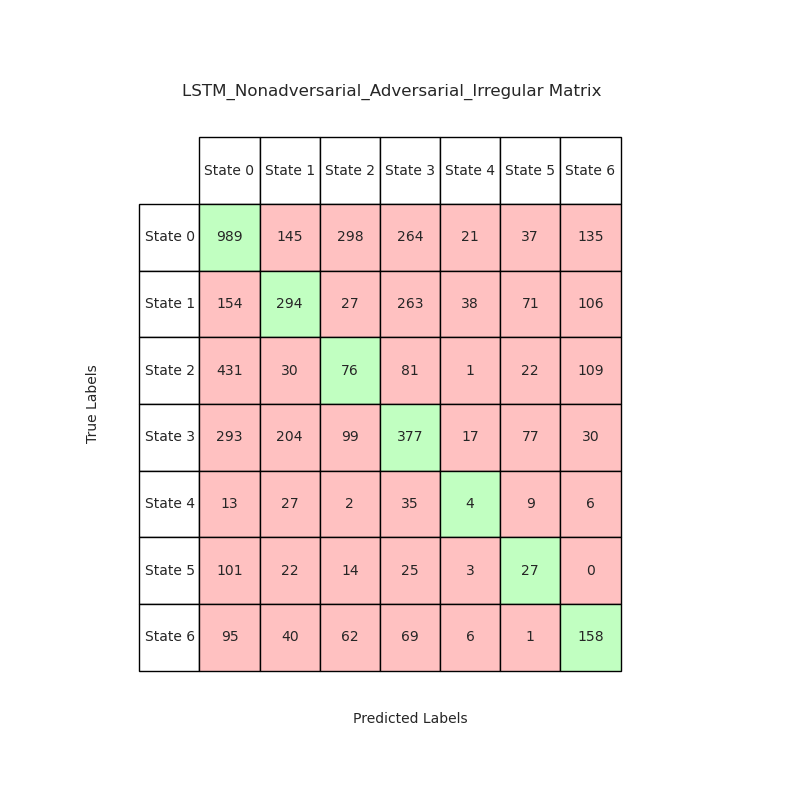 LSTM_Nonadversarial_Adversarial_Irregular Matrix
State 0 State 1 State 2 State 3 State 4 State 5 State 6
State 0 989 145 298 264 21 37 135
State 1 154 294 27 263 38 71 106
State 2 431 30 76 81 1 22 109
State 3 293 204 99 377 17 77 30
State 4 13 27 2 35 4 9 6
State 5 101 22 14 25 3 27 0
State 6 95 40 62 69 6 1 158
True Labels
Predicted Labels